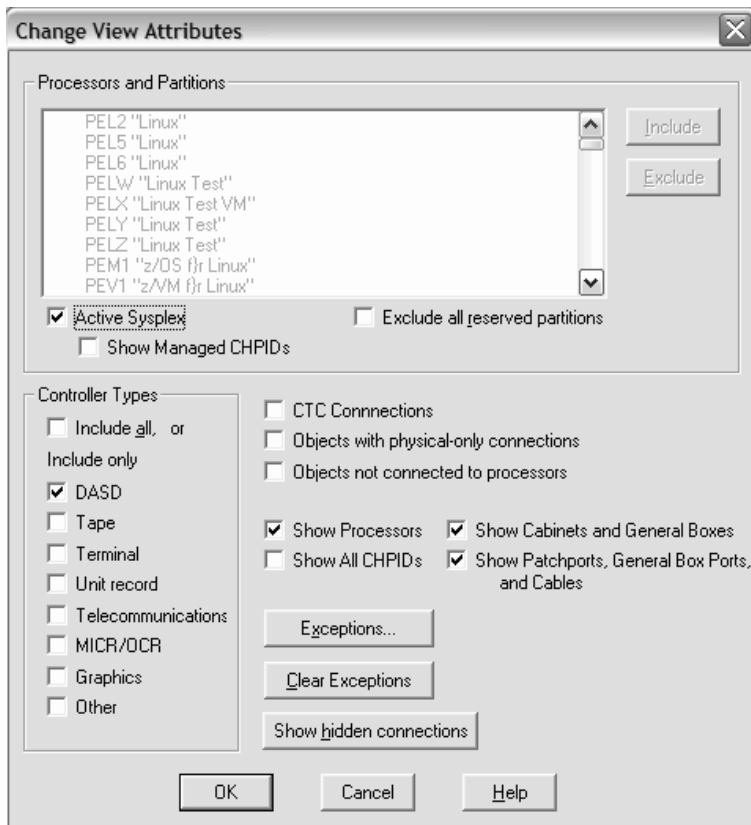 Change View Attributes
Processors and Partitions
PEL2 "Linux"
PEL5 "Linux"
PEL6 "Linux"
PELW "Linux Test"
PELX "Linux Test VM"
PELY "Linux Test"
PELZ "Linux Test"
PEM1 "z/OS f}r Linux"
PEV1 "z/VM f}r Linux"
Include
Exclude
Active Sysplex
Exclude all reserved partitions
Show Managed CHPIDs
Controller Types
Include all, or
Include only
DASD
Tape
Terminal
Unit record
Telecommunications
MICR/OCR
Graphics
Other
CTC Connnections
Objects with physical-only connections
Objects not connected to processors
Show Processors
Show Cabinets and General Boxes
Show All CHPIDs
Show Patchports, General Box Ports,
and Cables
Exceptions...
Clear Exceptions
Show hidden connections
OK
Cancel
Help